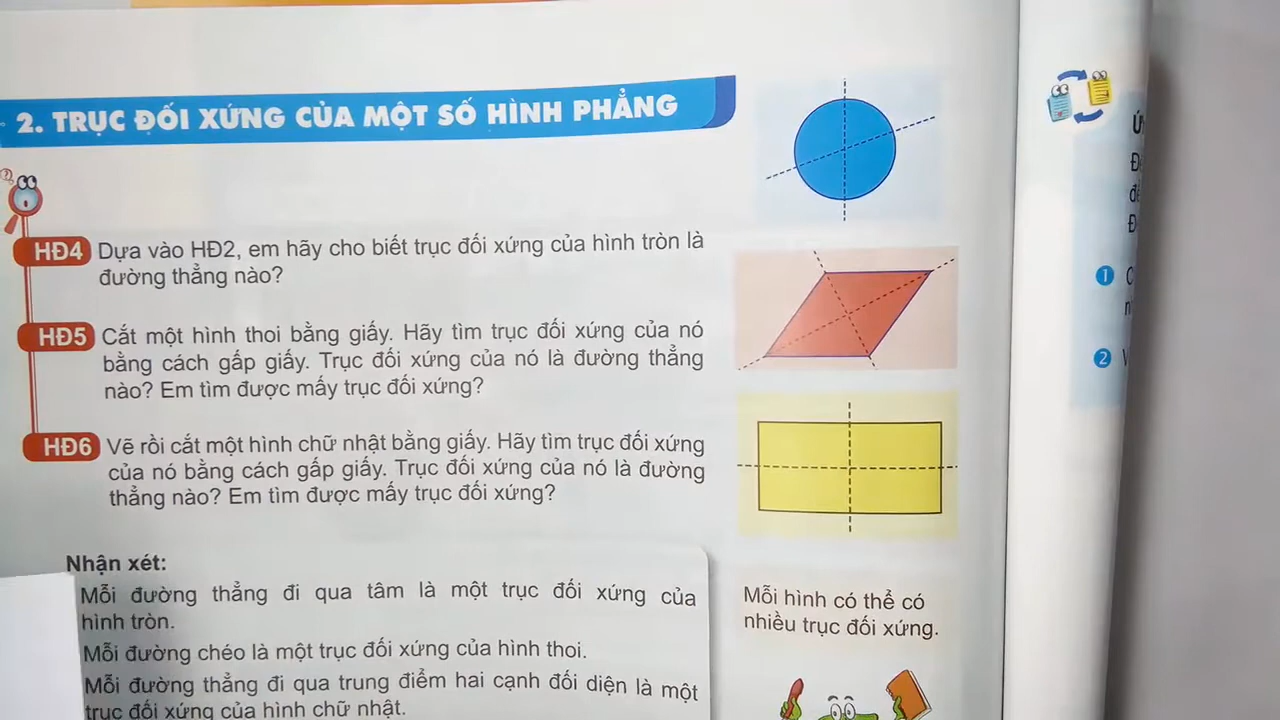 2. TRỤC ĐỐI XỨNG CỦA MỘT SỐ HÌNH PHẲNG
HĐ4 Dựa vào HĐ2, em hãy cho biết trục đối xứng của hình tròn là
đường thẳng nào?
HĐ5 Cắt một hình thoi bằng giấy. Hãy tìm trục đối xứng của nó
bằng cách gấp giấy. Trục đối xứng của nó là đường thẳng
nào? Em tìm được mấy trục đối xứng?
HĐ6 Vẽ rồi cắt một hình chữ nhật bằng giấy. Hãy tìm trục đối xứng
của nó bằng cách gấp giấy. Trục đối xứng của nó là đường
thẳng nào? Em tìm được mấy trục đối xứng?
Nhận xét:
Mỗi đường thẳng đi qua tâm là một trục đối xứng của
hình tròn.
Mỗi đường chéo là một trục đối xứng của hình thoi.
Mỗi đường thẳng đi qua trung điểm hai cạnh đối diện là một
trục đối xứng của hình chữ nhật.
Mỗi hình có thể có
nhiều trục đối xứng.
1
2